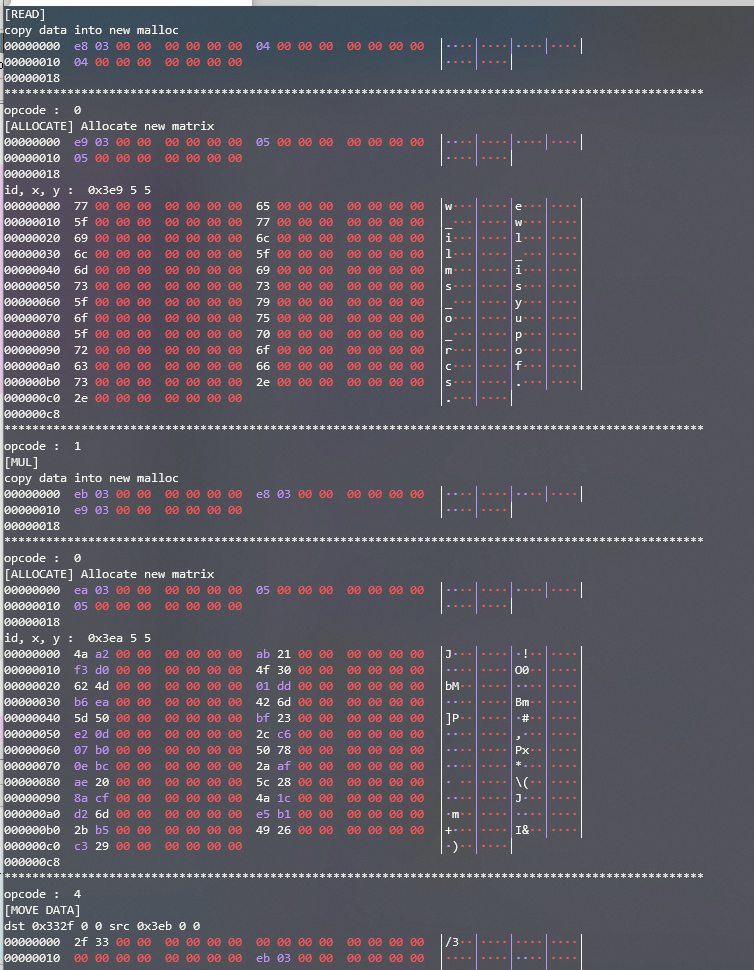 [READ]
copy data into new malloc
00000000  e8 03 00 00  00 00 00 00  04 00 00 00  00 00 00 00  │····│····│····│····│
00000010  04 00 00 00  00 00 00 00                            │····│····│
00000018
****************************************************************************************************
opcode :  0
[ALLOCATE] Allocate new matrix
00000000  e9 03 00 00  00 00 00 00  05 00 00 00  00 00 00 00  │····│····│····│····│
00000010  05 00 00 00  00 00 00 00                            │····│····│
00000018
id, x, y :  0x3e9 5 5
00000000  77 00 00 00  00 00 00 00  65 00 00 00  00 00 00 00  │w···│····│e···│····│
00000010  5f 00 00 00  00 00 00 00  77 00 00 00  00 00 00 00  │_···│····│w···│····│
00000020  69 00 00 00  00 00 00 00  6c 00 00 00  00 00 00 00  │i···│····│l···│····│
00000030  6c 00 00 00  00 00 00 00  5f 00 00 00  00 00 00 00  │l···│····│_···│····│
00000040  6d 00 00 00  00 00 00 00  69 00 00 00  00 00 00 00  │m···│····│i···│····│
00000050  73 00 00 00  00 00 00 00  73 00 00 00  00 00 00 00  │s···│····│s···│····│
00000060  5f 00 00 00  00 00 00 00  79 00 00 00  00 00 00 00  │_···│····│y···│····│
00000070  6f 00 00 00  00 00 00 00  75 00 00 00  00 00 00 00  │o···│····│u···│····│
00000080  5f 00 00 00  00 00 00 00  70 00 00 00  00 00 00 00  │_···│····│p···│····│
00000090  72 00 00 00  00 00 00 00  6f 00 00 00  00 00 00 00  │r···│····│o···│····│
000000a0  63 00 00 00  00 00 00 00  66 00 00 00  00 00 00 00  │c···│····│f···│····│
000000b0  73 00 00 00  00 00 00 00  2e 00 00 00  00 00 00 00  │s···│····│.···│····│
000000c0  2e 00 00 00  00 00 00 00                            │.···│····│
000000c8
****************************************************************************************************
opcode :  1
[MUL]
copy data into new malloc
00000000  eb 03 00 00  00 00 00 00  e8 03 00 00  00 00 00 00  │····│····│····│····│
00000010  e9 03 00 00  00 00 00 00                            │····│····│
00000018
****************************************************************************************************
opcode :  0
[ALLOCATE] Allocate new matrix
00000000  ea 03 00 00  00 00 00 00  05 00 00 00  00 00 00 00  │····│····│····│····│
00000010  05 00 00 00  00 00 00 00                            │····│····│
00000018
id, x, y :  0x3ea 5 5
00000000  4a a2 00 00  00 00 00 00  ab 21 00 00  00 00 00 00  │J···│····│·!··│····│
00000010  f3 d0 00 00  00 00 00 00  4f 30 00 00  00 00 00 00  │····│····│O0··│····│
00000020  62 4d 00 00  00 00 00 00  01 dd 00 00  00 00 00 00  │bM··│····│····│····│
00000030  b6 ea 00 00  00 00 00 00  42 6d 00 00  00 00 00 00  │····│····│Bm··│····│
00000040  5d 50 00 00  00 00 00 00  bf 23 00 00  00 00 00 00  │]P··│····│·#··│····│
00000050  e2 0d 00 00  00 00 00 00  2c c6 00 00  00 00 00 00  │····│····│,···│····│
00000060  07 b0 00 00  00 00 00 00  50 78 00 00  00 00 00 00  │····│····│Px··│····│
00000070  0e bc 00 00  00 00 00 00  2a af 00 00  00 00 00 00  │····│····│*···│····│
00000080  ae 20 00 00  00 00 00 00  5c 28 00 00  00 00 00 00  │· ··│····│\(··│····│
00000090  8a cf 00 00  00 00 00 00  4a 1c 00 00  00 00 00 00  │····│····│J···│····│
000000a0  d2 6d 00 00  00 00 00 00  e5 b1 00 00  00 00 00 00  │·m··│····│····│····│
000000b0  2b b5 00 00  00 00 00 00  49 26 00 00  00 00 00 00  │+···│····│I&··│····│
000000c0  c3 29 00 00  00 00 00 00                            │·)··│····│
000000c8
****************************************************************************************************
opcode :  4
[MOVE DATA]
dst 0x332f 0 0 src 0x3eb 0 0
00000000  2f 33 00 00  00 00 00 00  00 00 00 00  00 00 00 00  │/3··│····│····│····│
00000010  00 00 00 00  00 00 00 00  eb 03 00 00  00 00 00 00  │····│····│····│····│